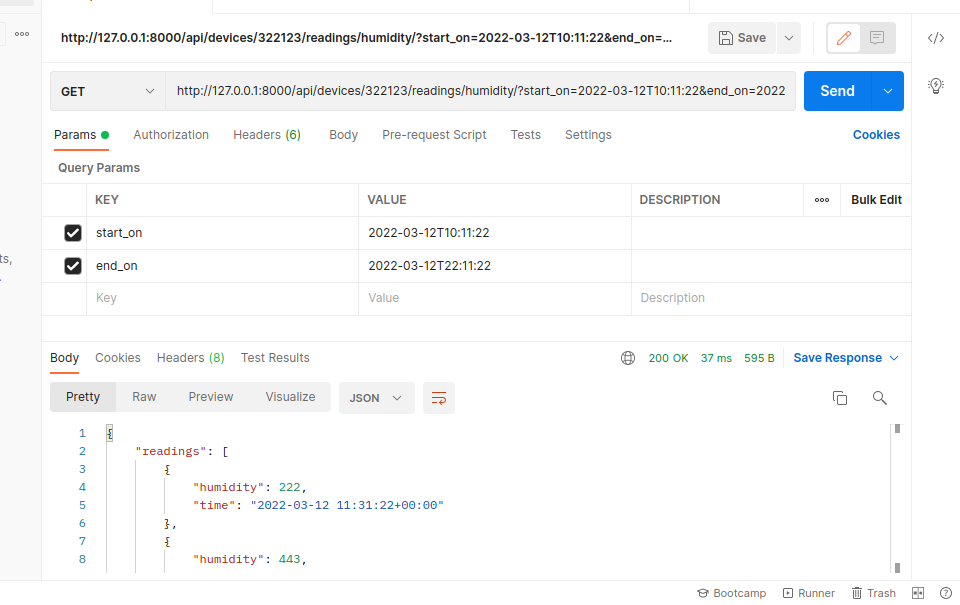 http://127.0.0.1:8000/api/devices/322123/readings/humidity/?start_on=2022-03-12T10:11:22&end_on=...
Save
</>
GET
http://127.0.0.1:8000/api/devices/322123/readings/humidity/?start_on=2022-03-12T10:11:22&end_on=2022
Send
Params Authorization Headers (6) Body Pre-request Script Tests Settings Cookies
Query Params
KEY VALUE DESCRIPTION Bulk Edit
start_on 2022-03-12T10:11:22
ts,
end_on 2022-03-12T22:11:22
Key Value Description
Body Cookies Headers (8) Test Results 200 OK 37 ms 595 B Save Response
Pretty Raw Preview Visualize JSON
1 {
2 "readings": [
3 {
4 "humidity": 222,
5 "time": "2022-03-12 11:31:22+00:00"
6 },
7 {
8 "humidity": 443,
Bootcamp Runner Trash ?